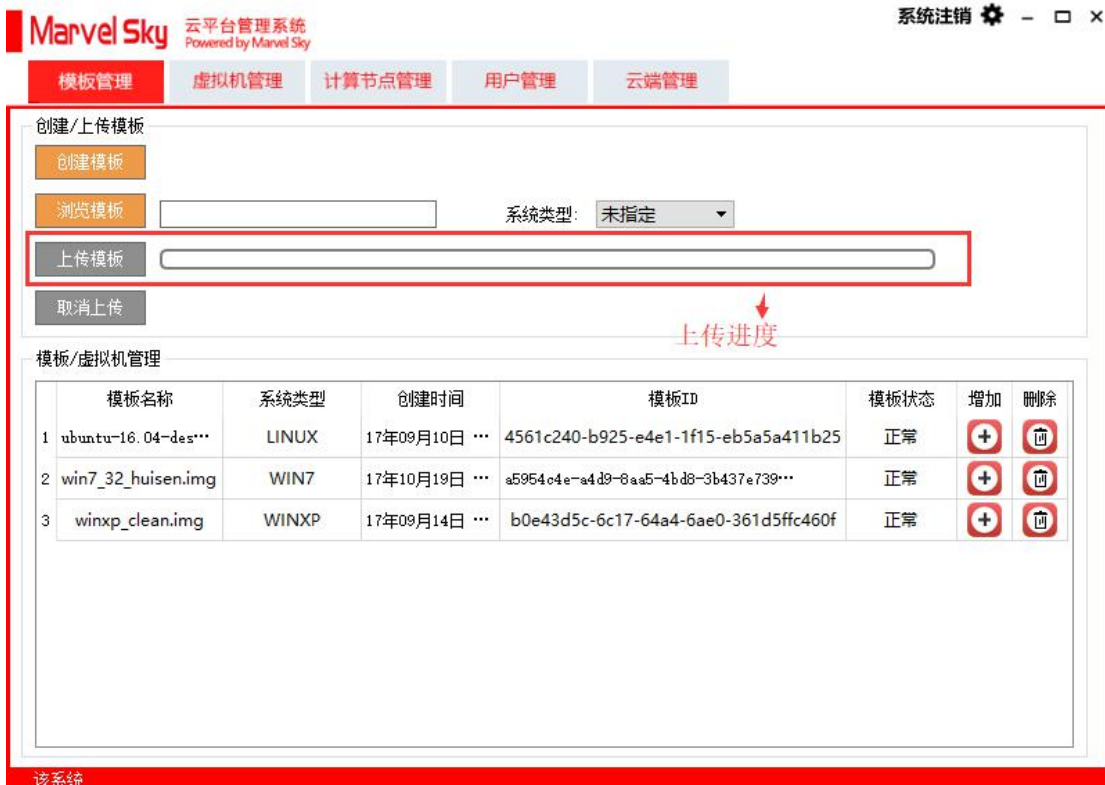 Marvel Sky 云平台管理系统 系统注销
Powered by Marvel Sky
模板管理 虚拟机管理 计算节点管理 用户管理 云端管理
创建/上传模板
创建模板
浏览模板 系统类型: 未指定
上传模板
取消上传
上传进度
模板/虚拟机管理
模板名称 系统类型 创建时间 模板ID 模板状态 增加 删除
1 ubuntu-16.04-des… LINUX 17年09月10日 … 4561c240-b925-e4e1-1f15-eb5a5a411b25 正常
2 win7_32_huisen.img WIN7 17年10月19日 … a5954c4e-a4d9-8aa5-4bd8-3b437e739… 正常
3 winxp_clean.img WINXP 17年09月14日 … b0e43d5c-6c17-64a4-6ae0-361d5ffc460f 正常
该系统